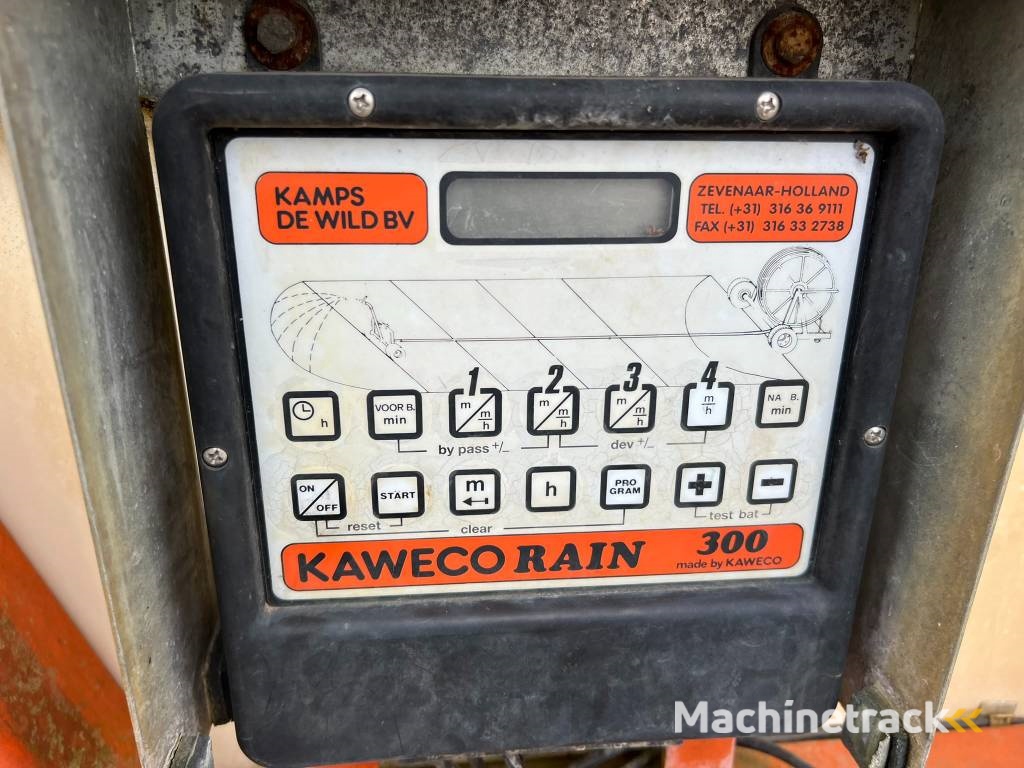 KAMPS
DE WILD BV
ZEVENAAR-HOLLAND
TEL. (+31) 316 36 9111
FAX (+31) 316 33 2738
1 2 3 4
h
VOOR B.
min
m m/h
m m/h
m m/h
m/h
NA B.
min
by pass +/-
dev +/-
ON
OFF
START
m
h
PRO
GRAM
+
-
reset
clear
test bat
KAWECO RAIN 300
made by KAWECO
Machinetrack